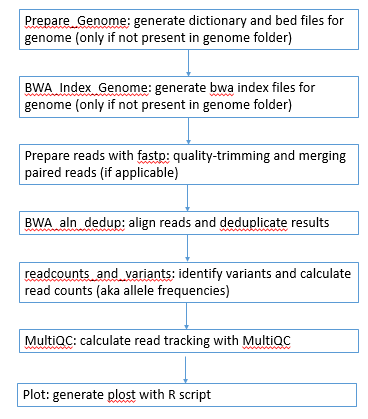 Prepare_Genome: generate dictionary and bed files for
genome (only if not present in genome folder)
BWA_Index_Genome: generate bwa index files for
genome (only if not present in genome folder)
Prepare reads with fastp: quality-trimming and merging
paired reads (if applicable)
BWA_aln_dedup: align reads and deduplicate results
readcounts_and_variants: identify variants and calculate
read counts (aka allele frequencies)
MultiQC: calculate read tracking with MultiQC
Plot: generate plost with R script